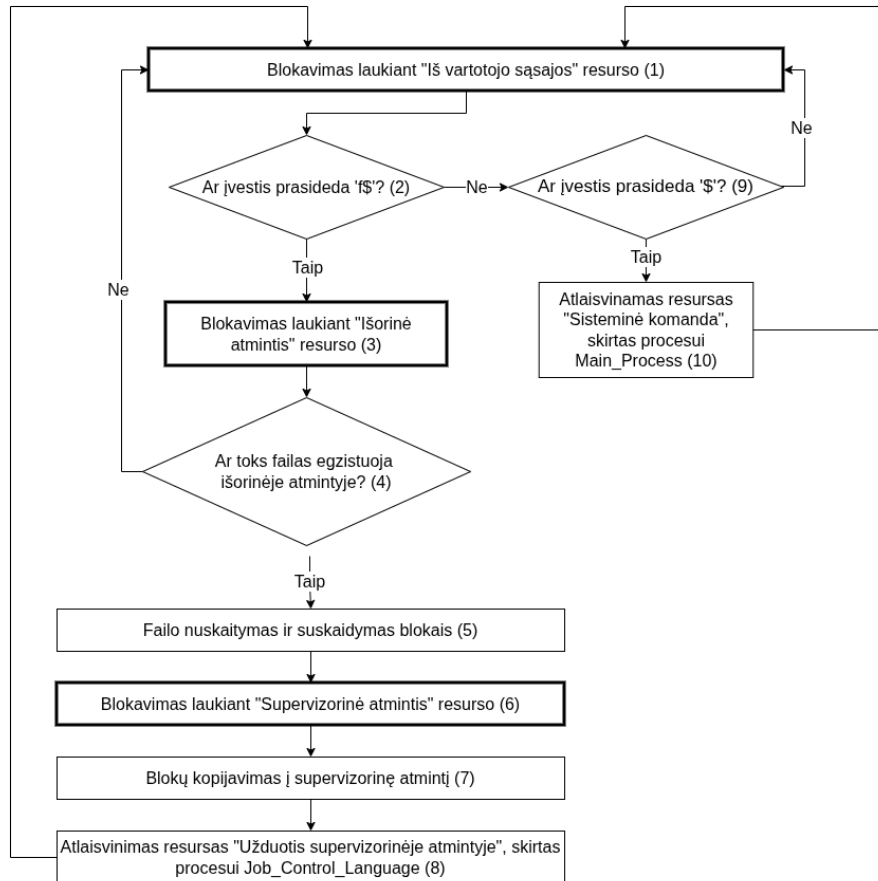 Blokavimas laukiant "Iš vartotojo sąsajos" resurso (1)
Ne
Ne
Ar įvestis prasideda 'f$'? (2)
Ne
Ar įvestis prasideda '$'? (9)
Taip
Taip
Blokavimas laukiant "Išorinė
atmintis" resurso (3)
Atlaisvinamas resursas
"Sisteminė komanda",
skirtas procesui
Main_Process (10)
Ar toks failas egzistuoja
išorinėje atmintyje? (4)
Taip
Failo nuskaitymas ir suskaidymas blokais (5)
Blokavimas laukiant "Supervizorinė atmintis" resurso (6)
Blokų kopijavimas į supervizorinę atmintį (7)
Atlaisvinimas resursas "Užduotis supervizorinėje atmintyje", skirtas
procesui Job_Control_Language (8)